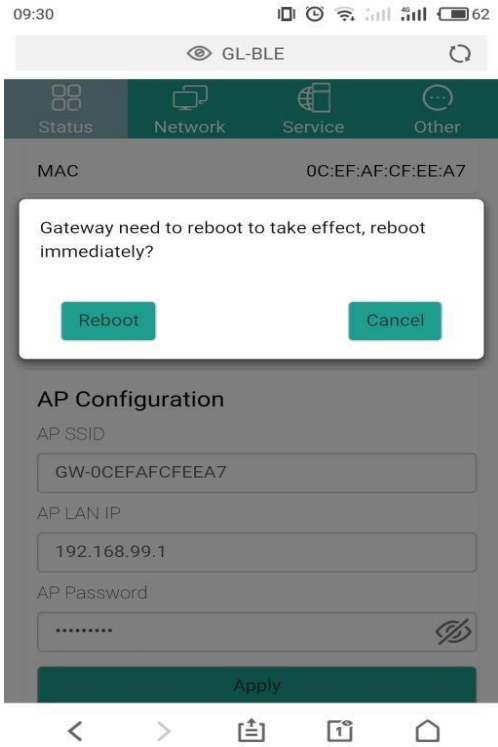 09:30
4G
62
GL-BLE
Status
Network
Service
Other
MAC
0C:EF:AF:CF:EE:A7
Gateway need to reboot to take effect, reboot
immediately?
Reboot
Cancel
AP Configuration
AP SSID
GW-0CEFAFCFEEA7
AP LAN IP
192.168.99.1
AP Password
•••••••••
Apply
1